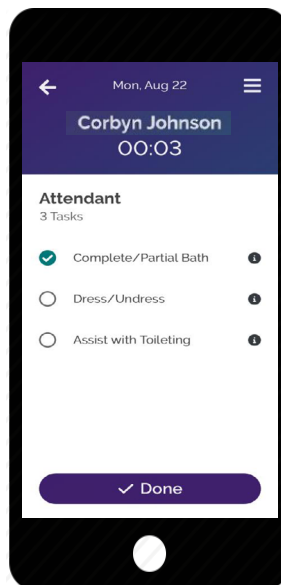 Mon, Aug 22
Corbyn Johnson
00:03
Attendant
3 Tasks
Complete/Partial Bath
Dress/Undress
Assist with Toileting
Done